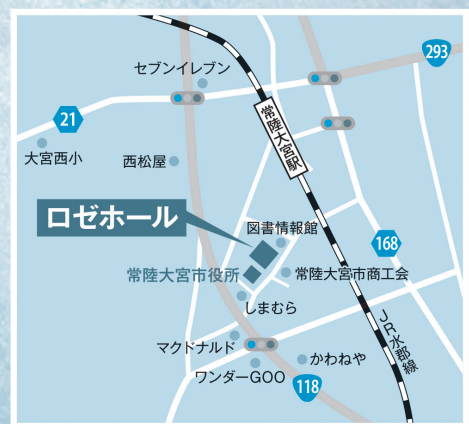 293
セブンイレブン
21
大宮西小
西松屋
常陸大宮駅
ロゼホール
図書情報館
168
常陸大宮市役所
常陸大宮市商工会
しまむら
JR水郡線
マクドナルド
かわねや
ワンダーGOO
118